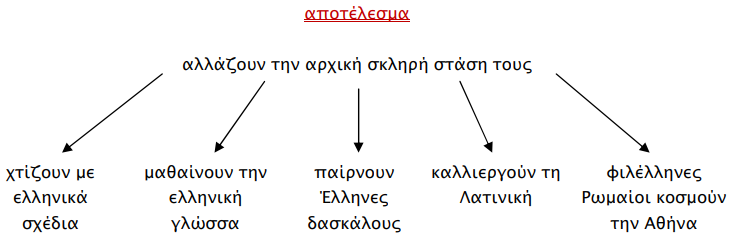 αποτέλεσμα
αλλάζουν την αρχική σκληρή στάση τους
χτίζουν με
ελληνικά
σχέδια
μαθαίνουν την
ελληνική
γλώσσα
παίρνουν
Έλληνες
δασκάλους
καλλιεργούν τη
Λατινική
φιλέλληνες
Ρωμαίοι κοσμούν
την Αθήνα